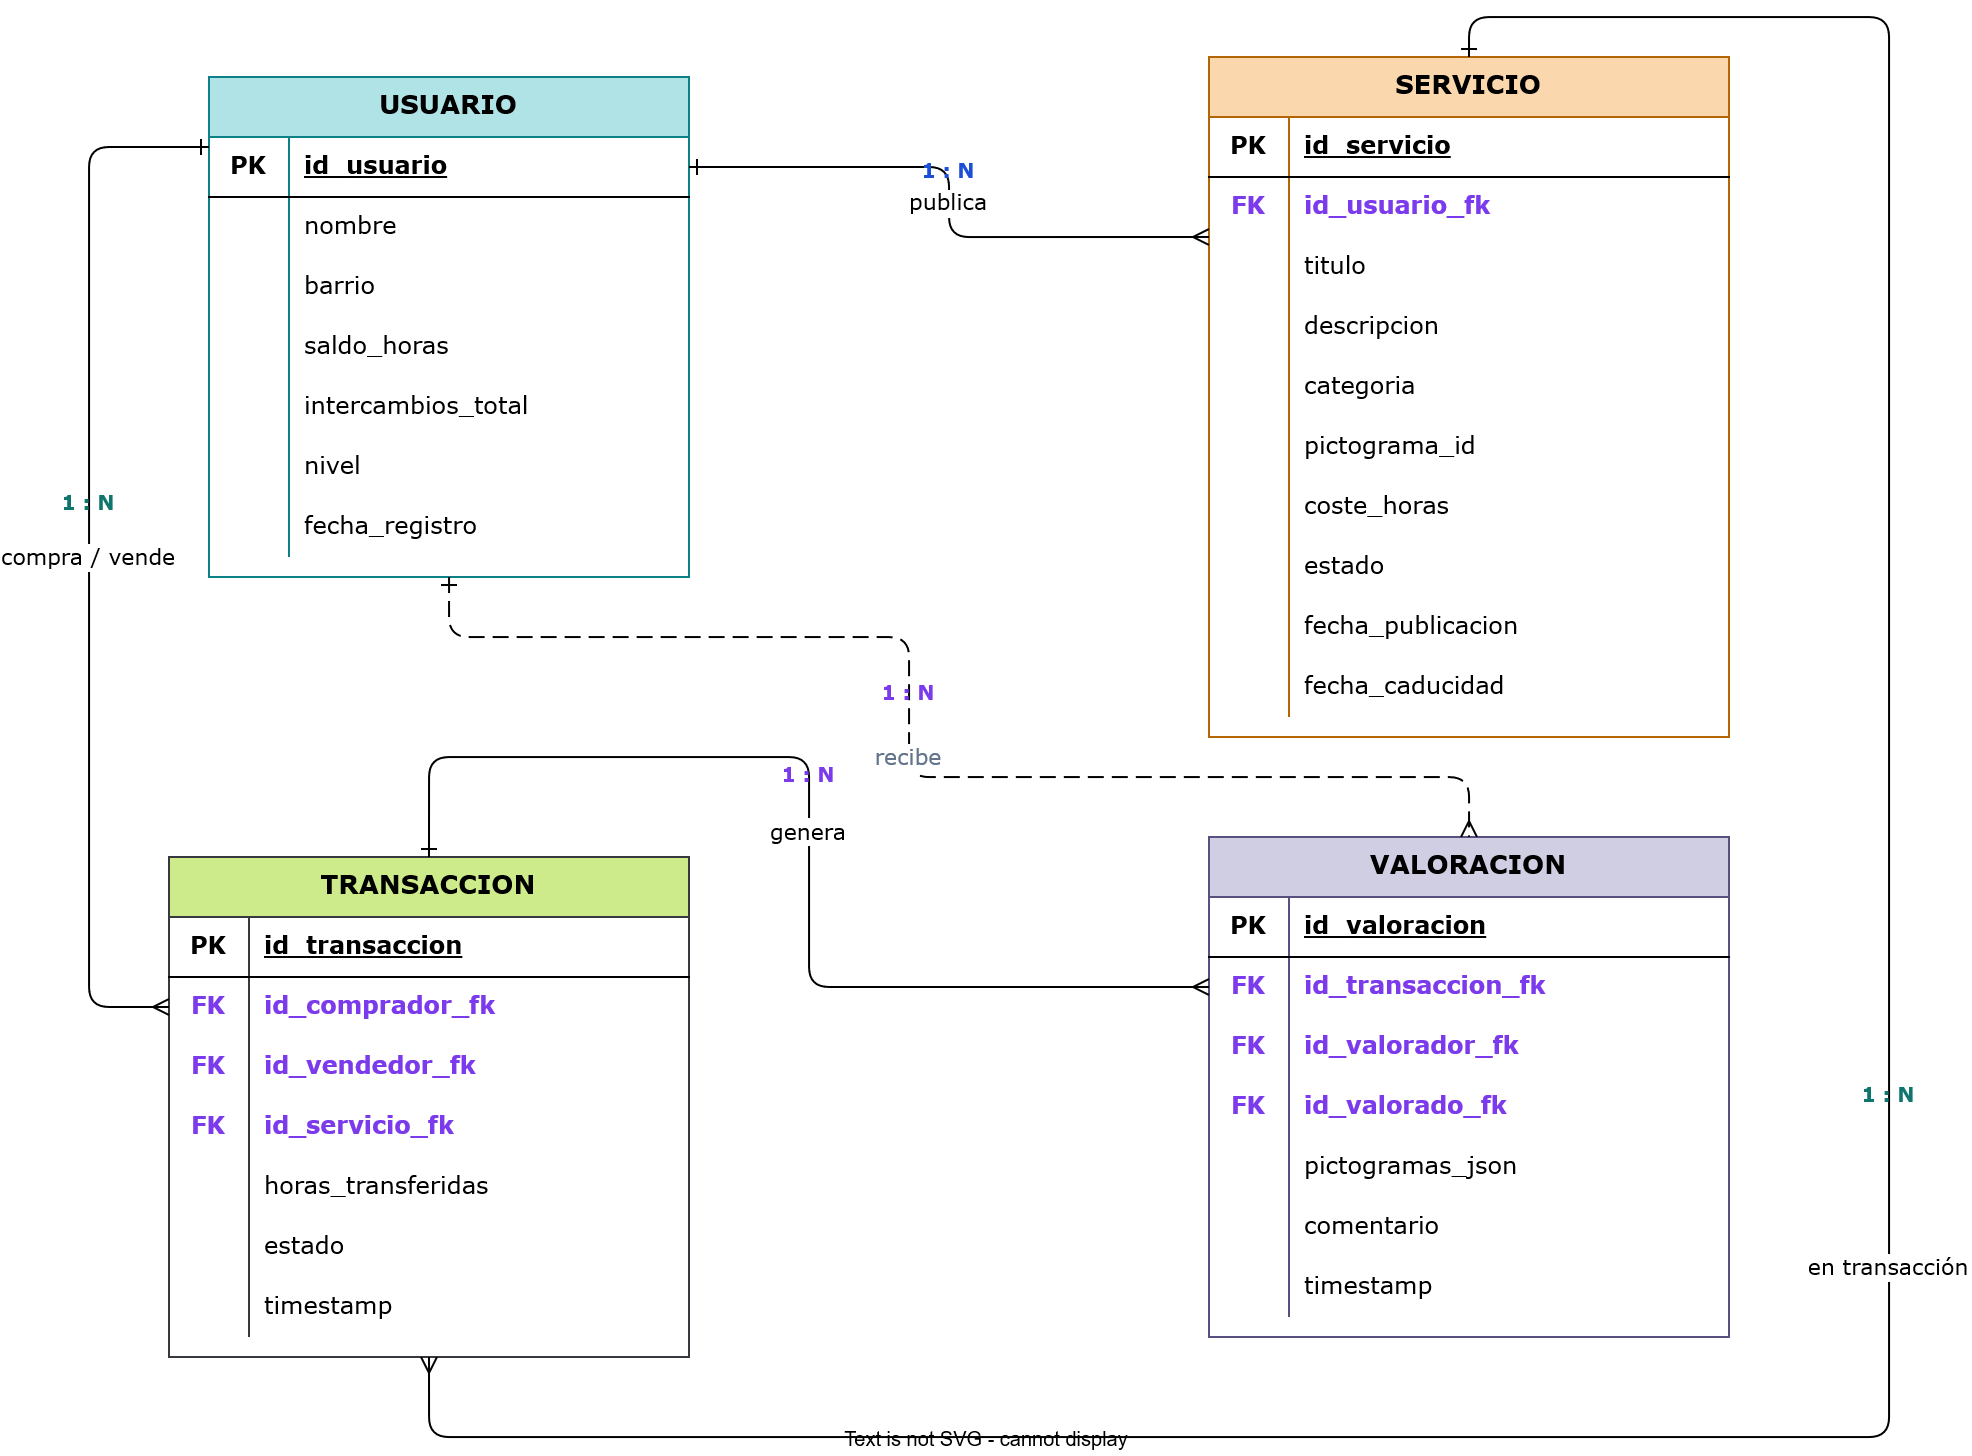 USUARIO
PK id_usuario
nombre
barrio
saldo_horas
intercambios_total
nivel
fecha_registro
SERVICIO
PK id_servicio
FK id_usuario_fk
titulo
descripcion
categoria
pictograma_id
coste_horas
estado
fecha_publicacion
fecha_caducidad
1 : N
publica
1 : N
compra / vende
1 : N
recibe
1 : N
genera
TRANSACCION
PK id_transaccion
FK id_comprador_fk
FK id_vendedor_fk
FK id_servicio_fk
horas_transferidas
estado
timestamp
VALORACION
PK id_valoracion
FK id_transaccion_fk
FK id_valorador_fk
FK id_valorado_fk
pictogramas_json
comentario
timestamp
1 : N
en transacción
Text is not SVG - cannot display